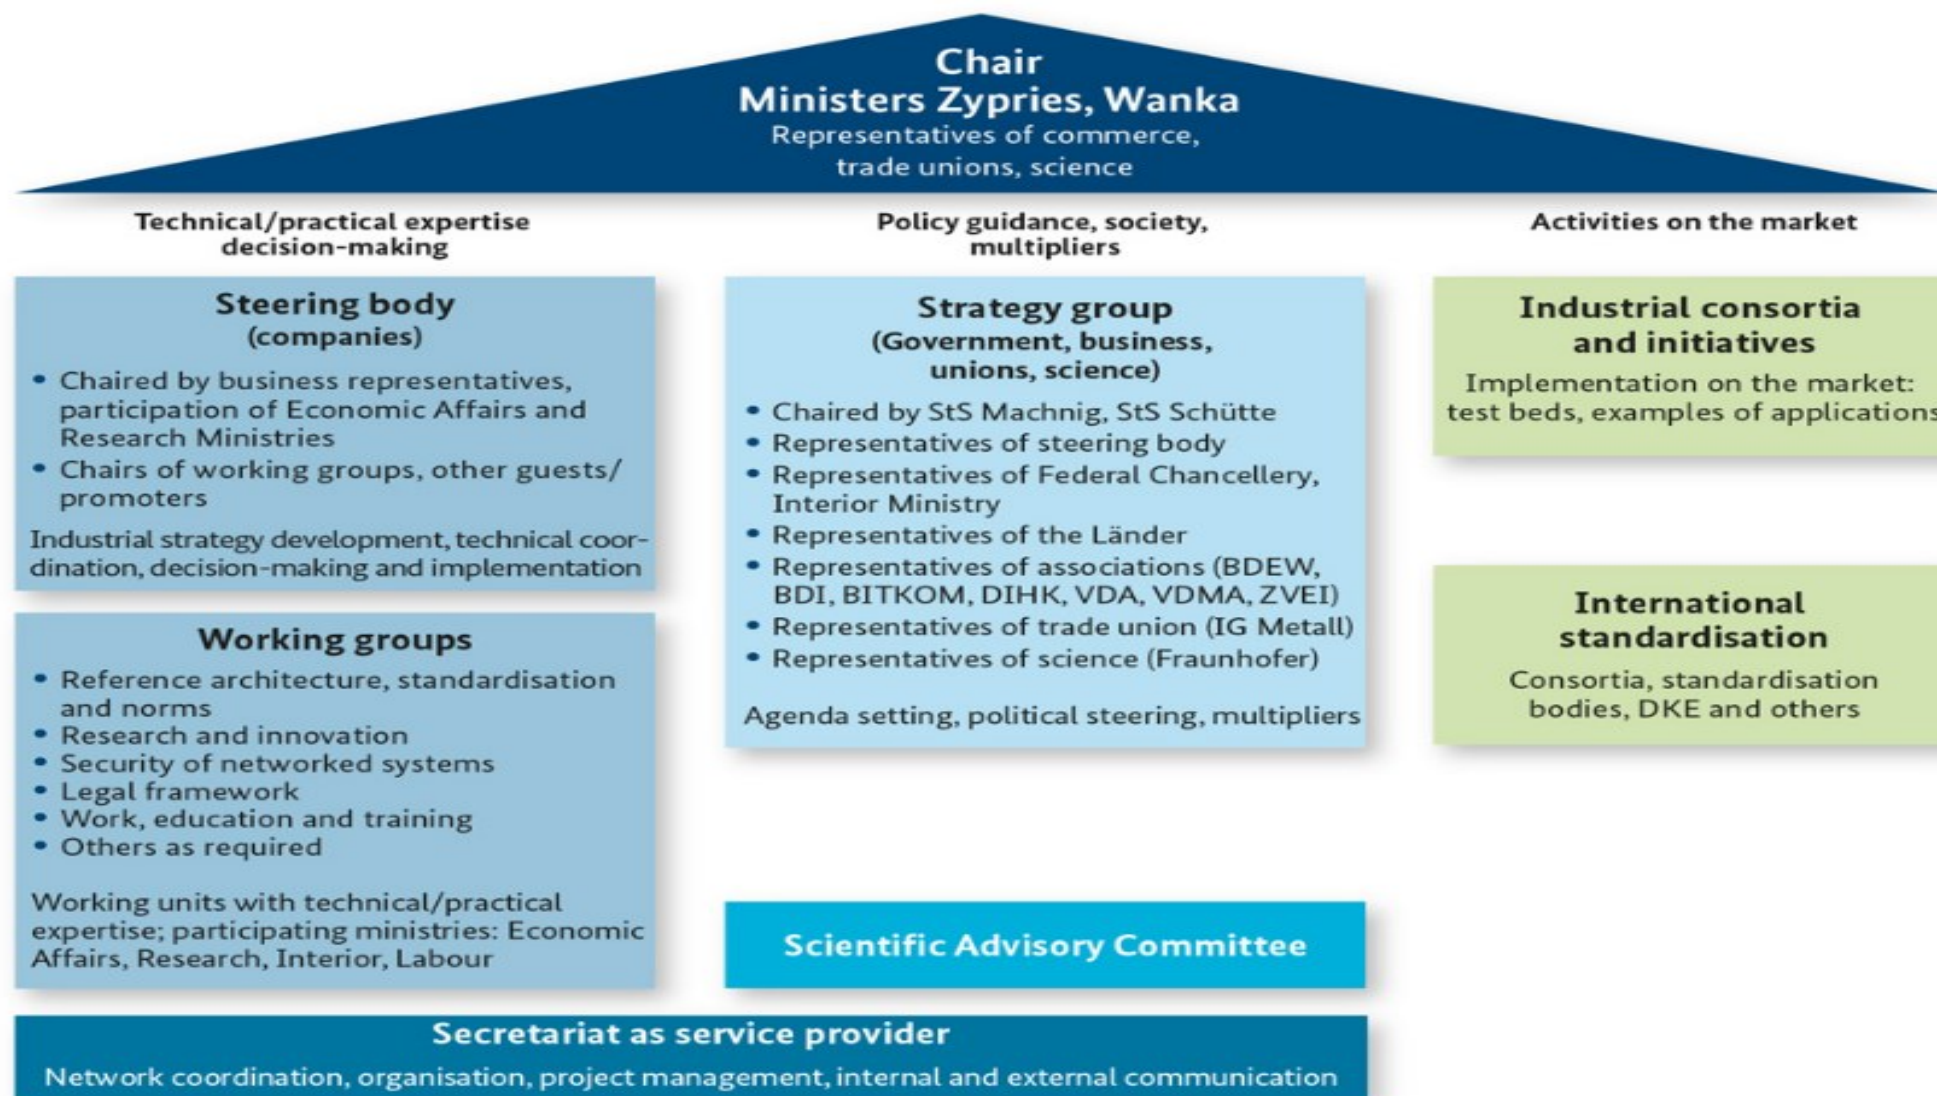 Chair
Ministers Zypries, Wanka
Representatives of commerce,
trade unions, science
Technical/practical expertise
decision-making
Steering body
(companies)
• Chaired by business representatives,
participation of Economic Affairs and
Research Ministries
• Chairs of working groups, other guests/
promoters
Industrial strategy development, technical coor-
dination, decision-making and implementation
Working groups
• Reference architecture, standardisation
and norms
• Research and innovation
• Security of networked systems
• Legal framework
• Work, education and training
• Others as required
Working units with technical/practical
expertise; participating ministries: Economic
Affairs, Research, Interior, Labour
Policy guidance, society,
multipliers
Strategy group
(Government, business,
unions, science)
• Chaired by StS Machnig, StS Schütte
• Representatives of steering body
• Representatives of Federal Chancellery,
Interior Ministry
• Representatives of the Länder
• Representatives of associations (BDEW,
BDI, BITKOM, DIHK, VDA, VDMA, ZVEI)
• Representatives of trade union (IG Metall)
• Representatives of science (Fraunhofer)
Agenda setting, political steering, multipliers
Scientific Advisory Committee
Activities on the market
Industrial consortia
and initiatives
Implementation on the market:
test beds, examples of applications
International
standardisation
Consortia, standardisation
bodies, DKE and others
Secretariat as service provider
Network coordination, organisation, project management, internal and external communication